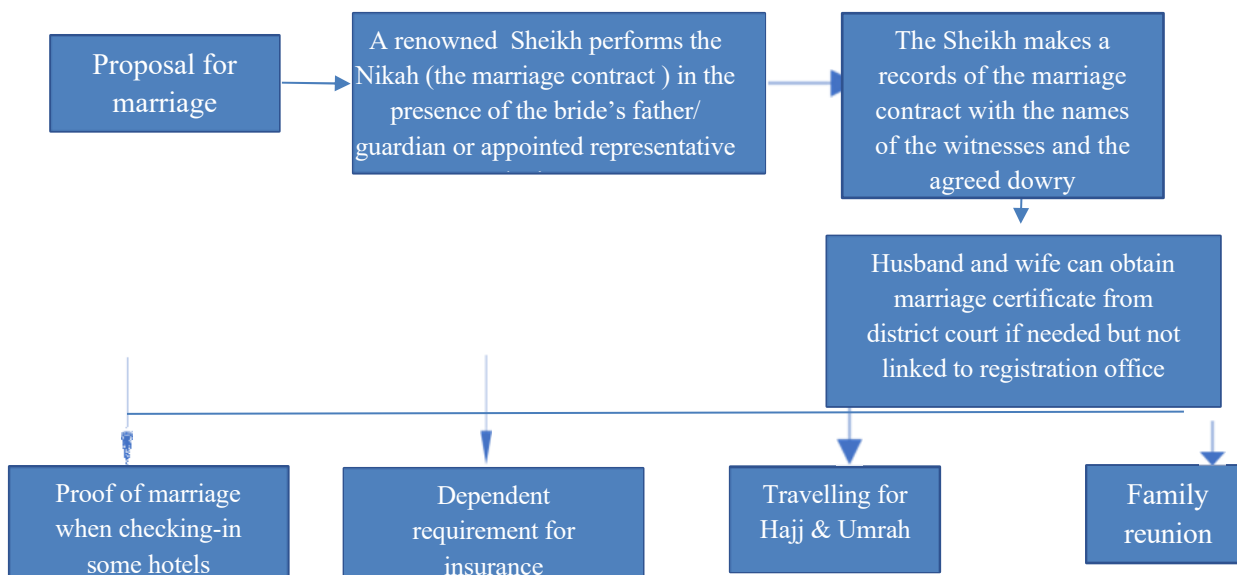 Proposal for
marriage
A renowned  Sheikh performs the
Nikah (the marriage contract ) in the
presence of the bride’s father/
guardian or appointed representative
The Sheikh makes a
records of the marriage
contract with the names
of the witnesses and the
agreed dowry
Husband and wife can obtain
marriage certificate from
district court if needed but not
linked to registration office
Proof of marriage
when checking-in
some hotels
Dependent
requirement for
insurance
Travelling for
Hajj & Umrah
Family
reunion